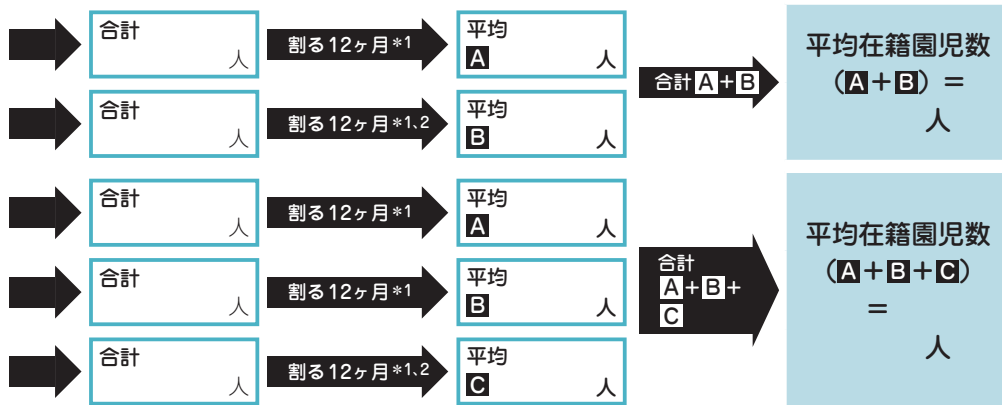 合計
人
割る12ヶ月*1
平均
A 人
合計
人
割る12ヶ月*1、2
平均
B 人
合計A+B
平均在籍園児数
（A+B）＝
人
合計
人
割る12ヶ月*1
平均
A 人
合計
人
割る12ヶ月*1
平均
B 人
合計
人
割る12ヶ月*1、2
平均
C 人
合計
A+B+
C
平均在籍園児数
（A+B+C）
＝
人